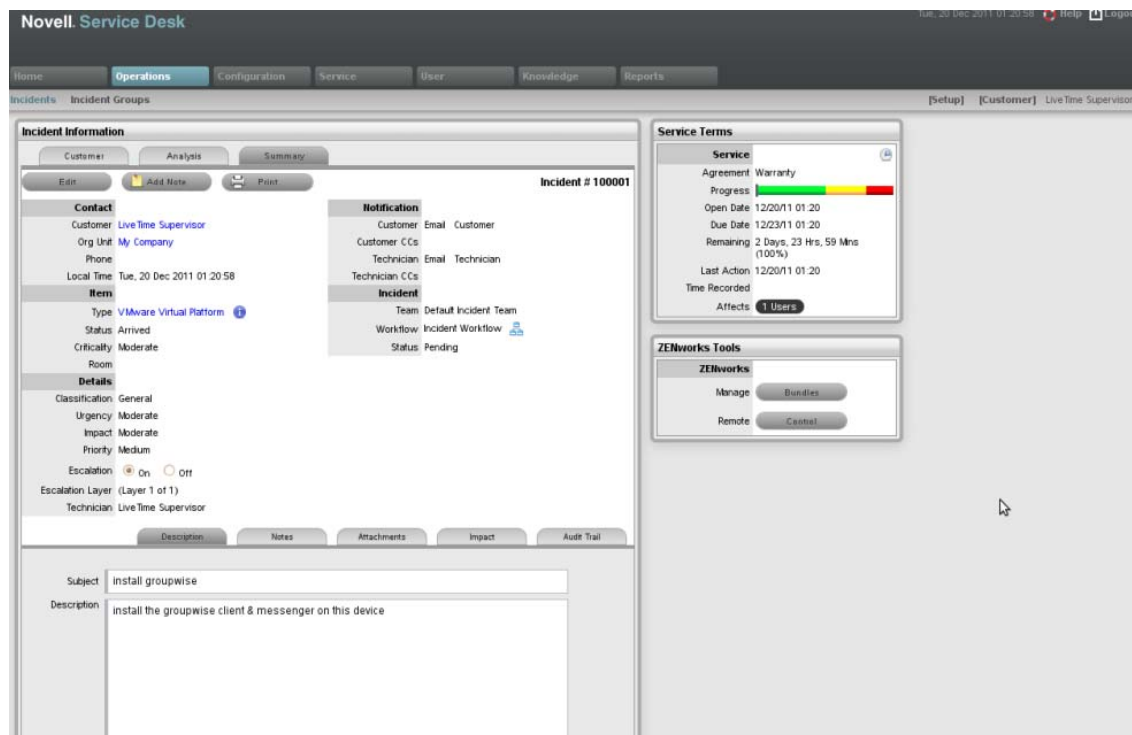 Novell. Service Desk
Tue, 20 Dec 2011 01:20:58 Help Logou
Home Operations Configuration Service User Knowledge Reports
Incidents Incident Groups [Setup] [Customer] LiveTime Supervisor
Incident Information
Customer Analysis Summary
Edit Add Note Print Incident # 100001
Contact
Customer LiveTime Supervisor
Org Unit My Company
Phone
Local Time Tue, 20 Dec 2011 01:20:58
Item
Type VMware Virtual Platform
Status Arrived
Criticality Moderate
Room
Details
Classification General
Urgency Moderate
Impact Moderate
Priority Medium
Escalation On Off
Escalation Layer (Layer 1 of 1)
Technician LiveTime Supervisor
Notification
Customer Email Customer
Customer CCs
Technician Email Technician
Technician CCs
Incident
Team Default Incident Team
Workflow Incident Workflow
Status Pending
Description Notes Attachments Impact Audit Trail
Subject install groupwise
Description install the groupwise client & messenger on this device
Service Terms
Service
Agreement Warranty
Progress
Open Date 12/20/11 01:20
Due Date 12/23/11 01:20
Remaining 2 Days, 23 Hrs, 59 Mins
(100%)
Last Action 12/20/11 01:20
Time Recorded
Affects 1 Users
ZENworks Tools
ZENworks
Manage Bundles
Remote Control